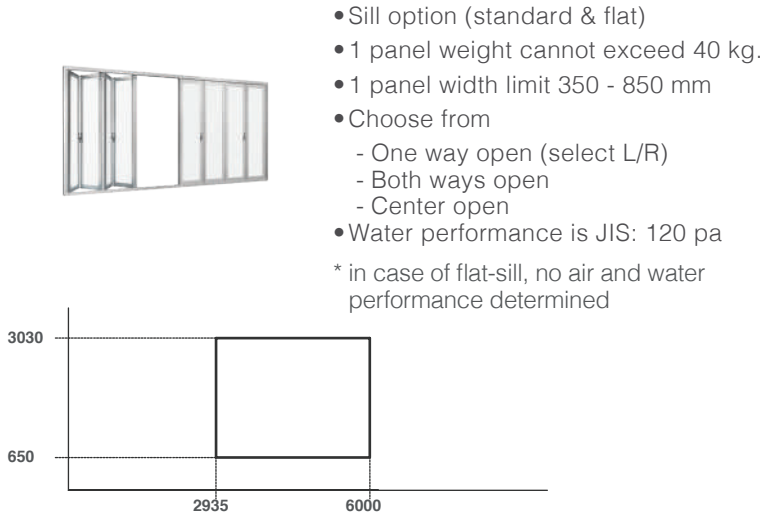 •Sill option (standard & flat)
•1 panel weight cannot exceed 40 kg.
•1 panel width limit 350 - 850 mm
•Choose from
- One way open (select L/R)
- Both ways open
- Center open
•Water performance is JIS: 120 pa
* in case of flat-sill, no air and water
performance determined
3030
650
2935
6000